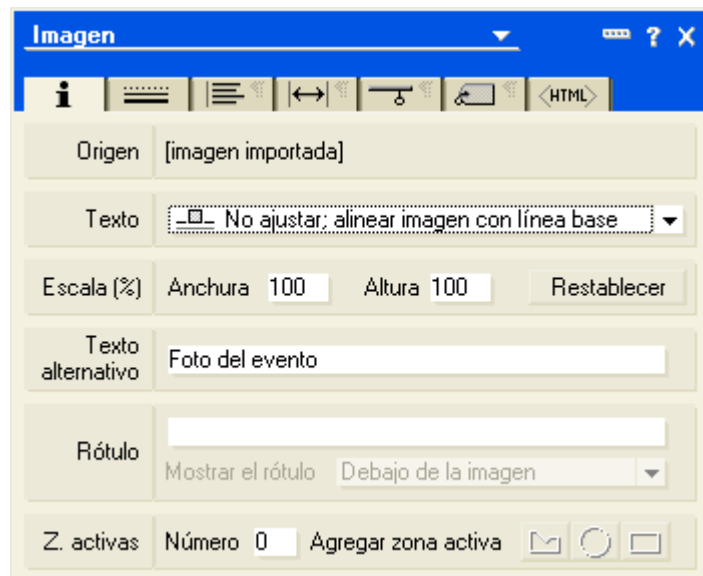 Imagen
? X
i <HTML>
Origen [imagen importada]
Texto No ajustar; alinear imagen con línea base
Escala (%) Anchura 100 Altura 100 Restablecer
Texto
alternativo Foto del evento
Rótulo
Mostrar el rótulo Debajo de la imagen
Z. activas Número 0 Agregar zona activa